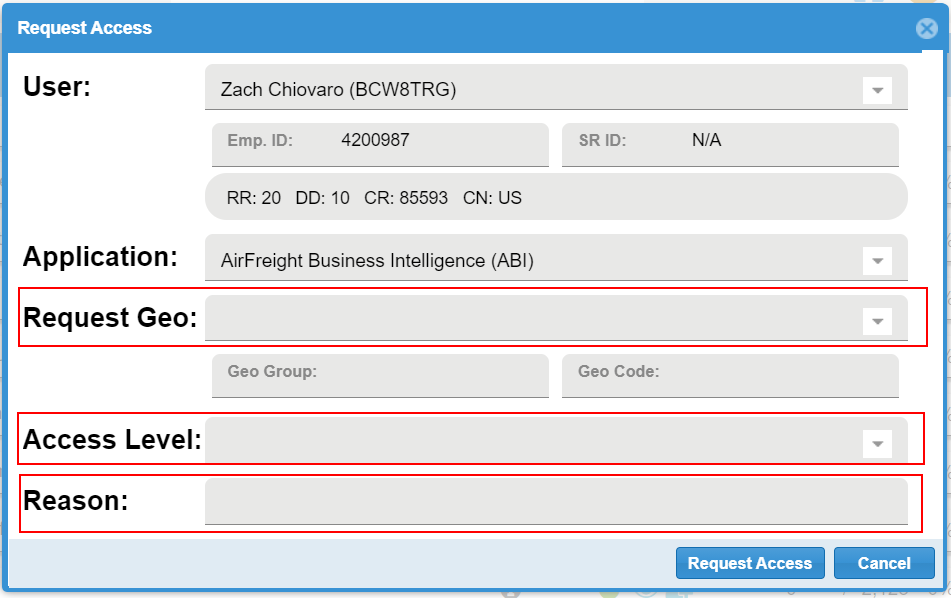 Request Access
User:
Zach Chiovaro (BCW8TRG)
Emp. ID: 4200987 SR ID: N/A
RR: 20 DD: 10 CR: 85593 CN: US
Application:
AirFreight Business Intelligence (ABI)
Request Geo:
Geo Group: Geo Code:
Access Level:
Reason:
Request Access Cancel